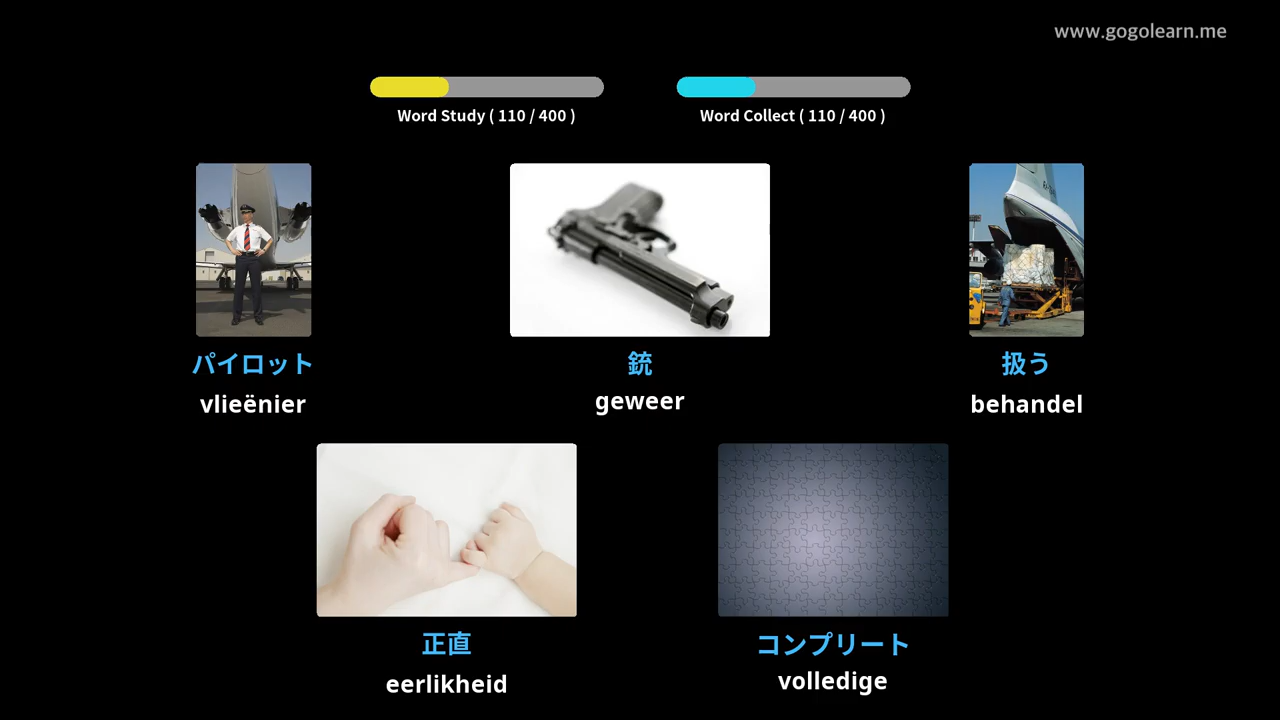 www.gogolearn.me
Word Study ( 110 / 400 )
Word Collect ( 110 / 400 )
パイロット
銃
扱う
vlieënier
geweer
behandel
正直
コンプリート
eerlikheid
volledige